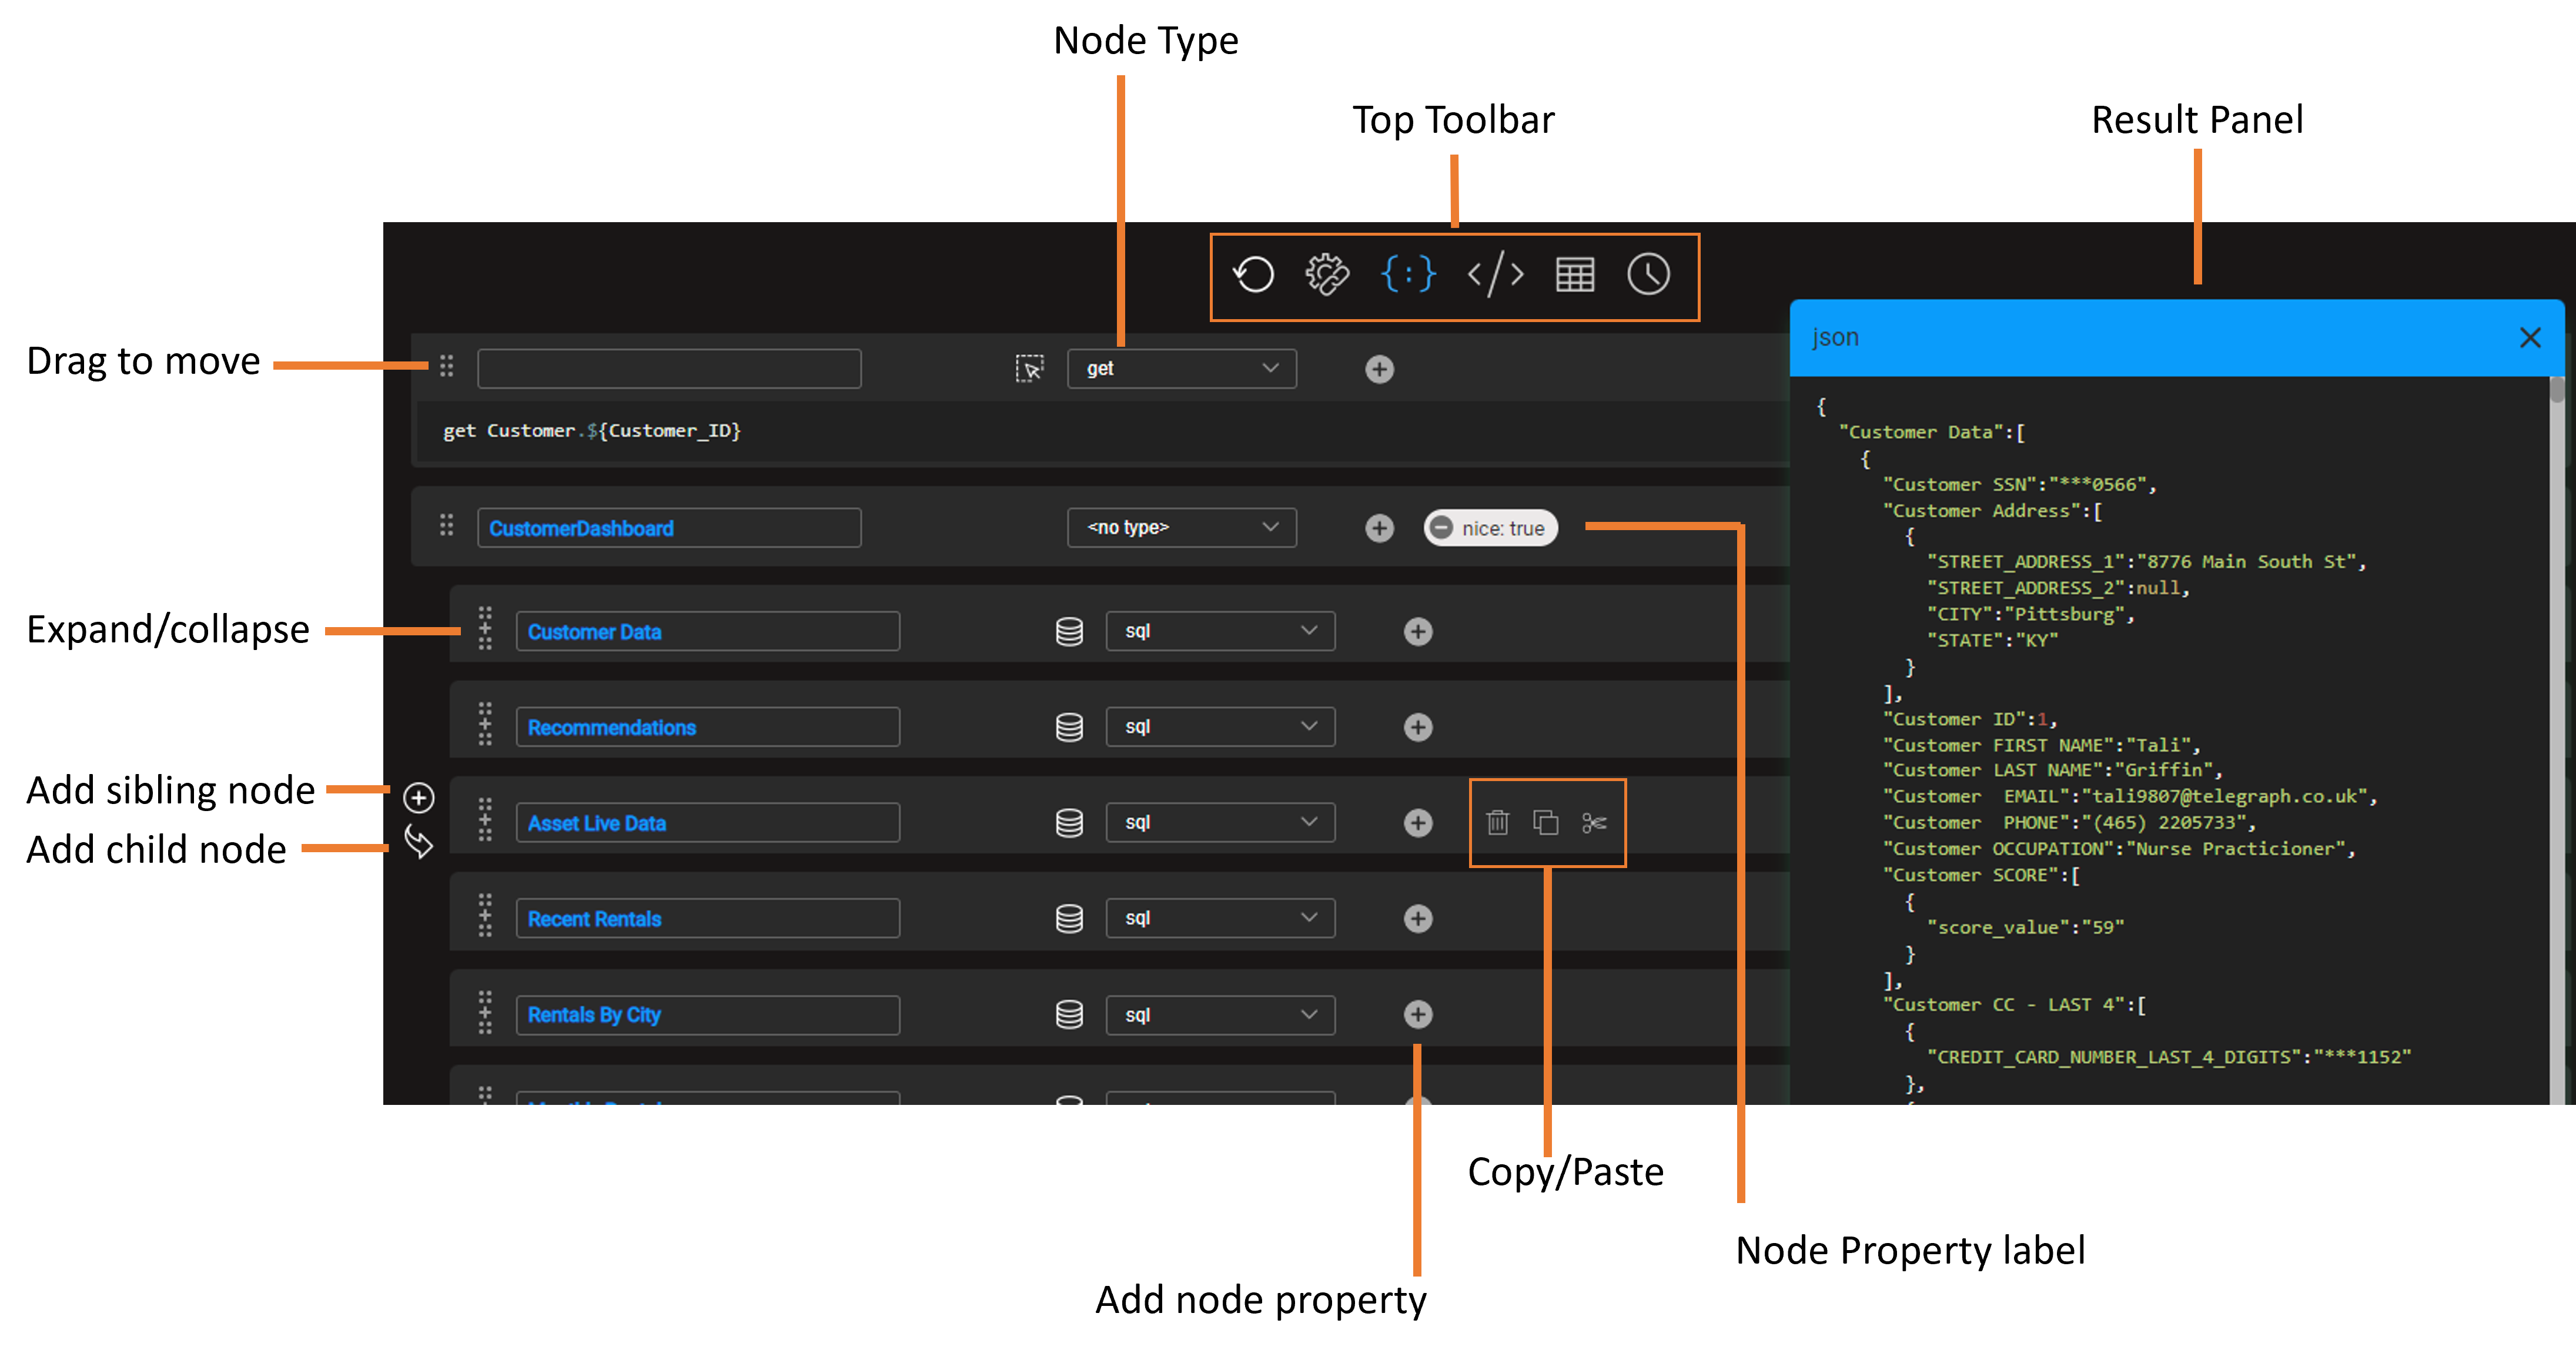 Node Type
Top Toolbar
Result Panel
Drag to move
get
get Customer.${Customer_ID}
CustomerDashboard
<no type>
nice: true
Expand/collapse
Customer Data
sql
Recommendations
sql
Add sibling node
Add child node
Asset Live Data
sql
Recent Rentals
sql
Rentals By City
sql
json
{
"Customer Data":[
{
"Customer SSN":"***0566",
"Customer Address":[
{
"STREET_ADDRESS_1":"8776 Main South St",
"STREET_ADDRESS_2":null,
"CITY":"Pittsburg",
"STATE":"KY"
}
],
"Customer ID":1,
"Customer FIRST NAME":"Tali",
"Customer LAST NAME":"Griffin",
"Customer  EMAIL":"tali9807@telegraph.co.uk",
"Customer  PHONE":"(465) 2205733",
"Customer OCCUPATION":"Nurse Practicioner",
"Customer SCORE":[
{
"score_value":"59"
}
],
"Customer CC - LAST 4":[
{
"CREDIT_CARD_NUMBER_LAST_4_DIGITS":"***1152"
},
Copy/Paste
Node Property label
Add node property